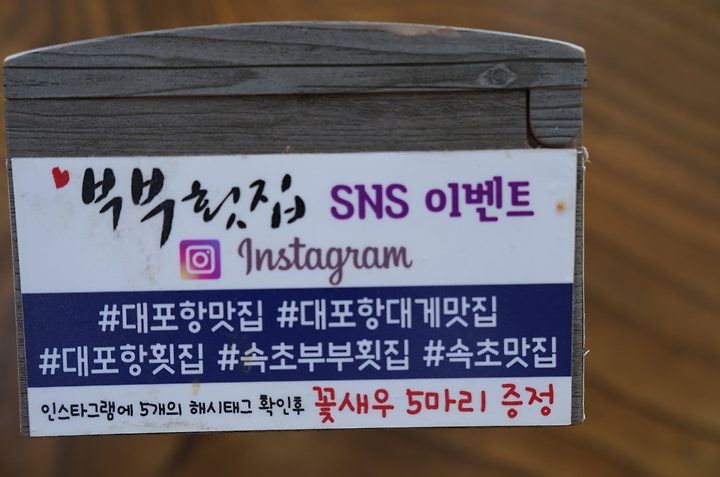 부부횟집 SNS 이벤트
Instagram
#대포항맛집 #대포항대게맛집
#대포항횟집 #속초부부횟집 #속초맛집
인스타그램에 5개의 해시태그 확인후 꽃새우 5마리 증정